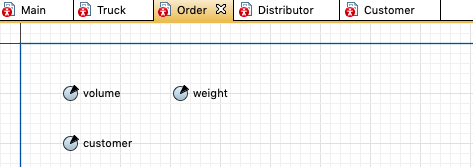 Main Truck Order Distributor Customer
volume weight
customer